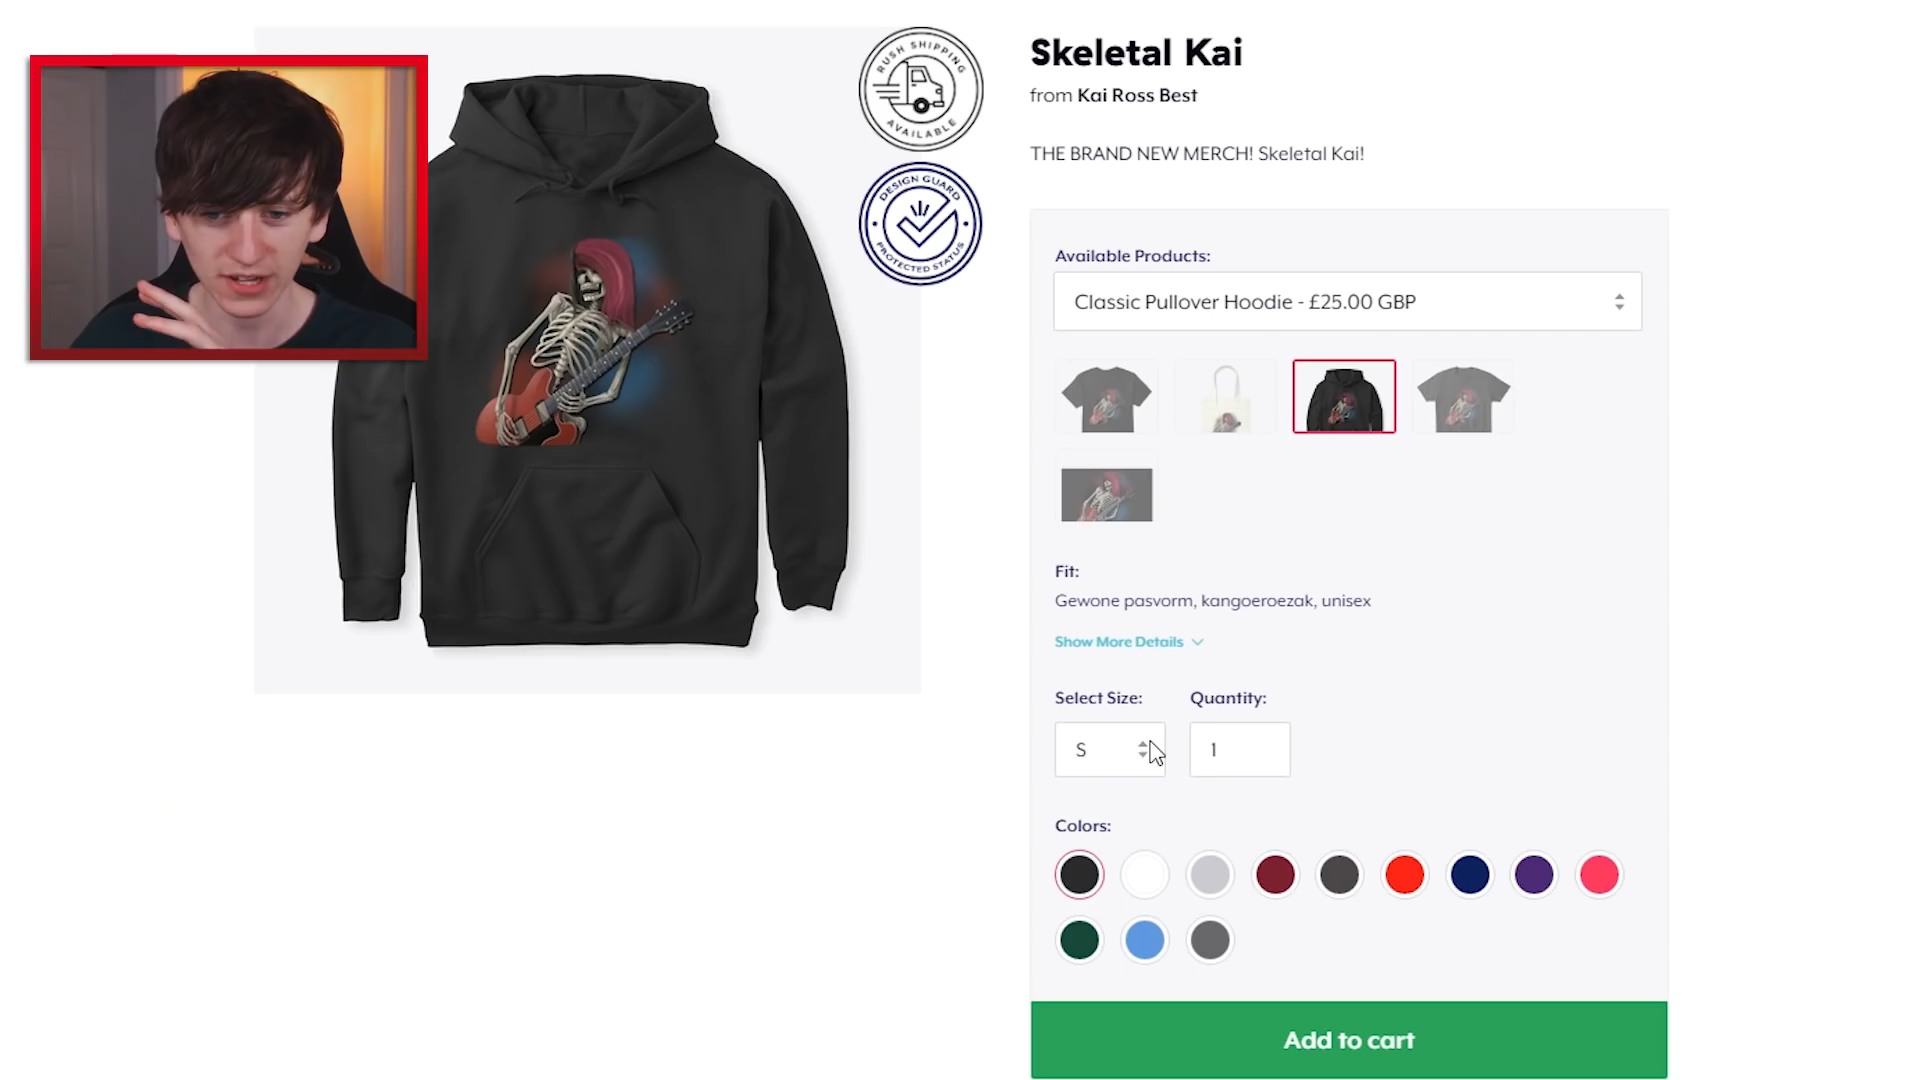 RUSH SHIPPING
AVAILABLE
DESIGN GUARD
PROTECTED STATUS
Skeletal Kai
from Kai Ross Best
THE BRAND NEW MERCH! Skeletal Kai!
Available Products:
Classic Pullover Hoodie - £25.00 GBP
Fit:
Gewone pasvorm, kangoeroezak, unisex
Show More Details
Select Size:
Quantity:
S
1
Colors:
Add to cart